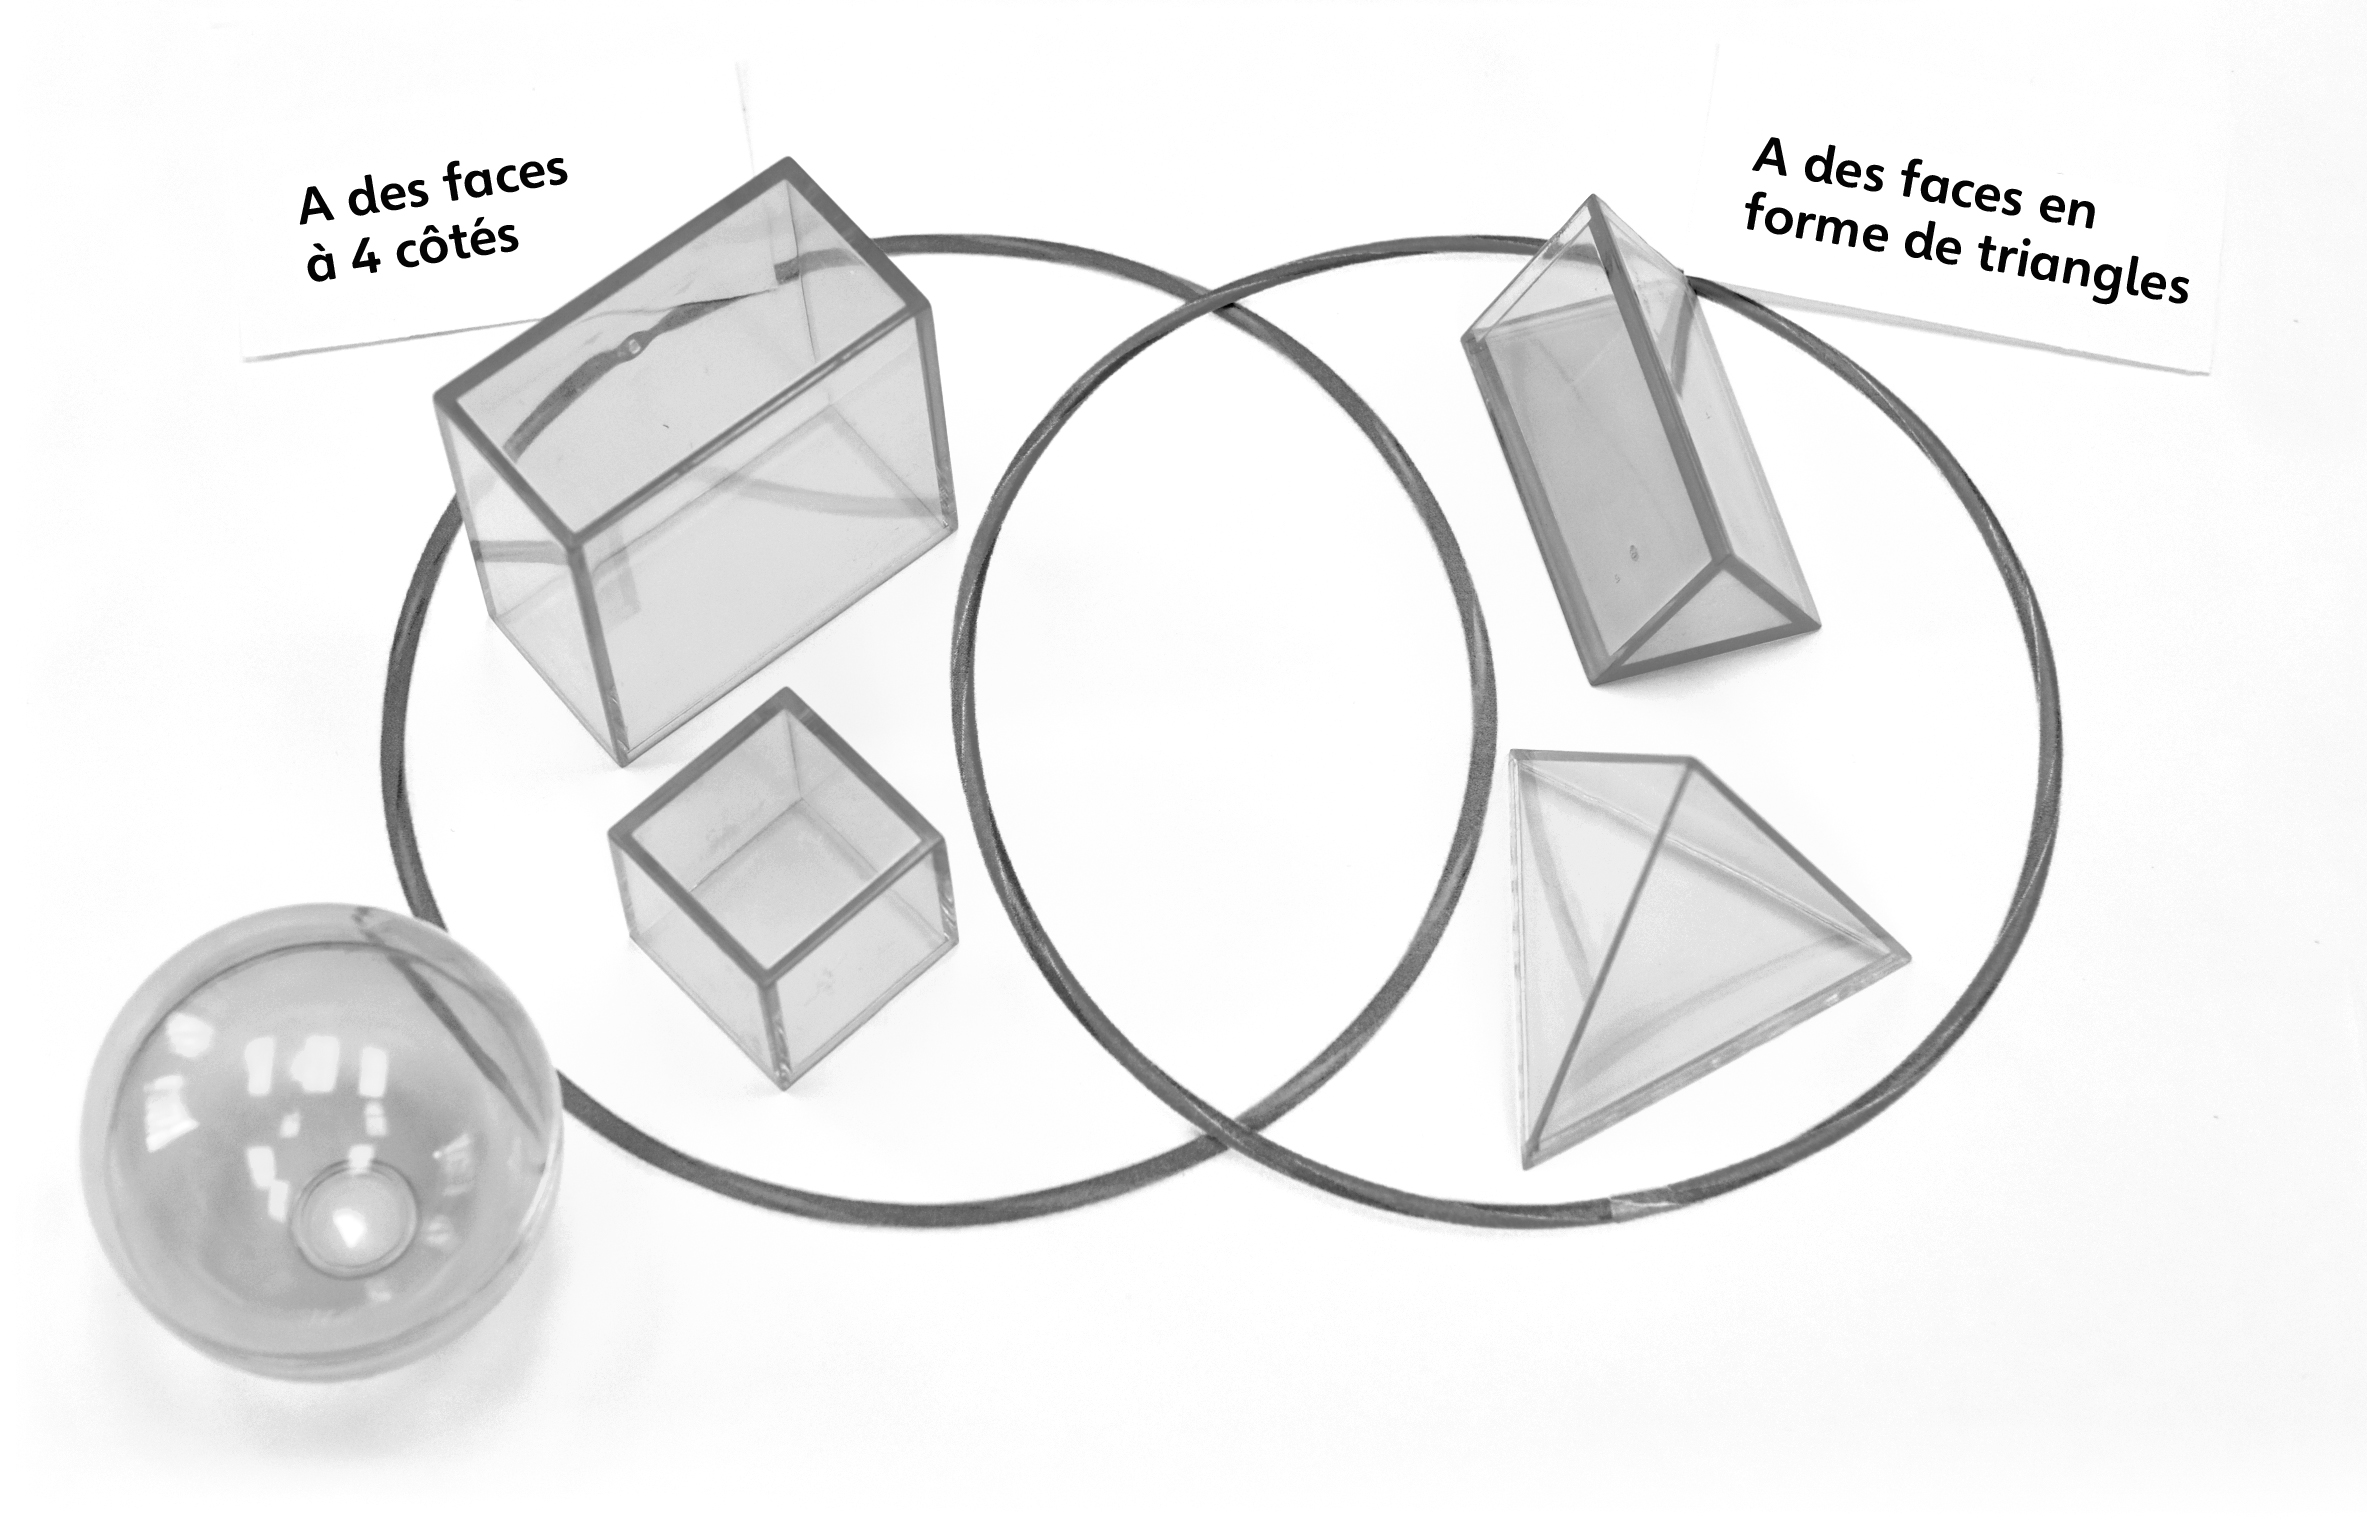 A des faces
à 4 côtés
A des faces en
forme de triangles